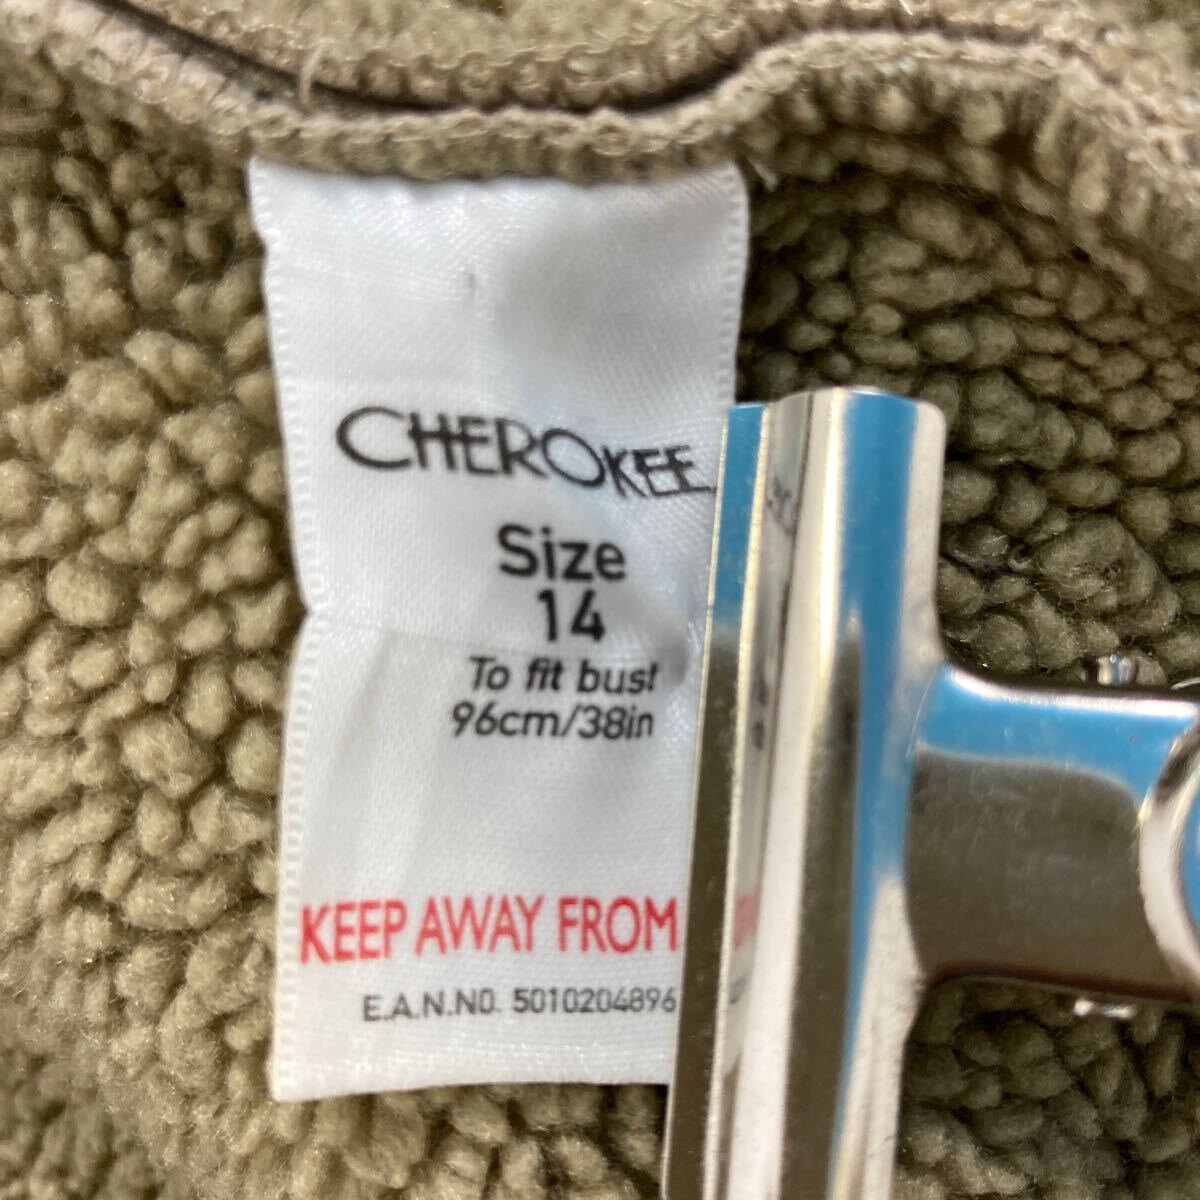 CHEROKEE
Size
14
To fit bust
96cm/38in
KEEP AWAY FROM
E.A.N.NO. 5010204896